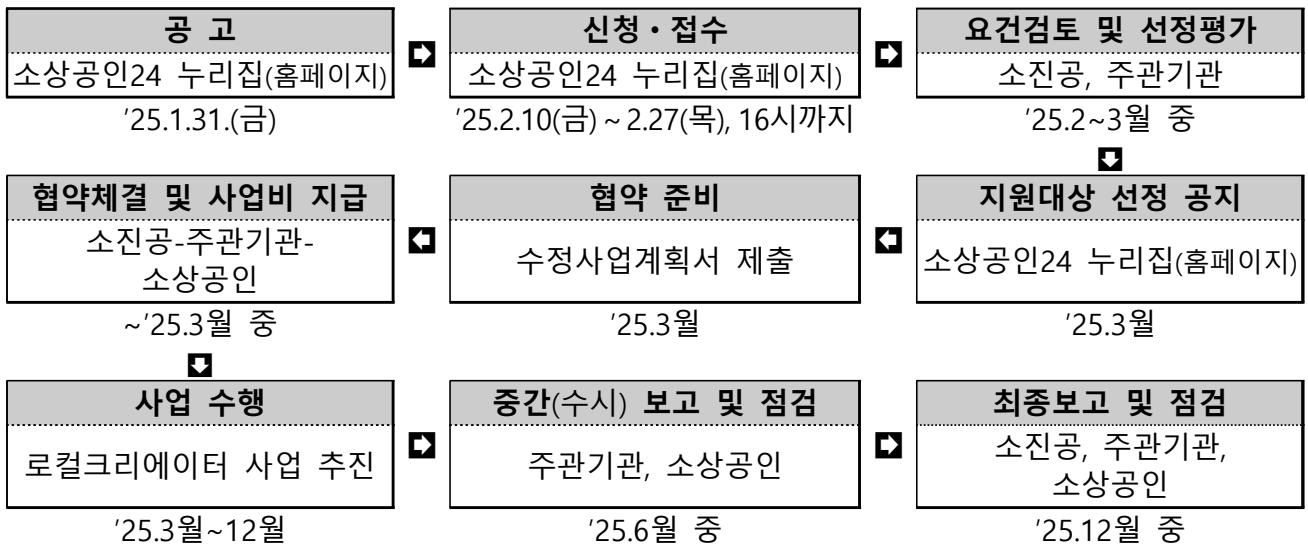 공 고
소상공인24 누리집(홈페이지)
’25.1.31.(금)
신청・접수
소상공인24 누리집(홈페이지)
’25.2.10(금) ~ 2.27(목), 16시까지
요건검토 및 선정평가
소진공, 주관기관
’25.2~3월 중
지원대상 선정 공지
소상공인24 누리집(홈페이지)
’25.3월
협약 준비
수정사업계획서 제출
’25.3월
협약체결 및 사업비 지급
소진공-주관기관-
소상공인
~’25.3월 중
사업 수행
로컬크리에이터 사업 추진
’25.3월~12월
중간(수시) 보고 및 점검
주관기관, 소상공인
’25.6월 중
최종보고 및 점검
소진공, 주관기관,
소상공인
’25.12월 중